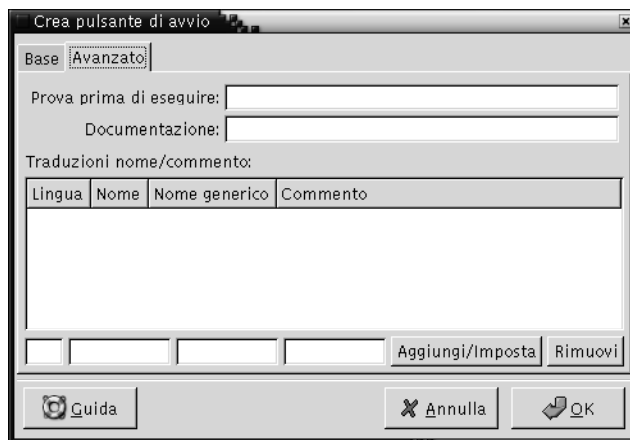 Crea pulsante di avvio
Base Avanzato
Prova prima di eseguire:
Documentazione:
Traduzioni nome/commento:
Lingua Nome Nome generico Commento
Aggiungi/Imposta Rimuovi
Guida Annulla OK